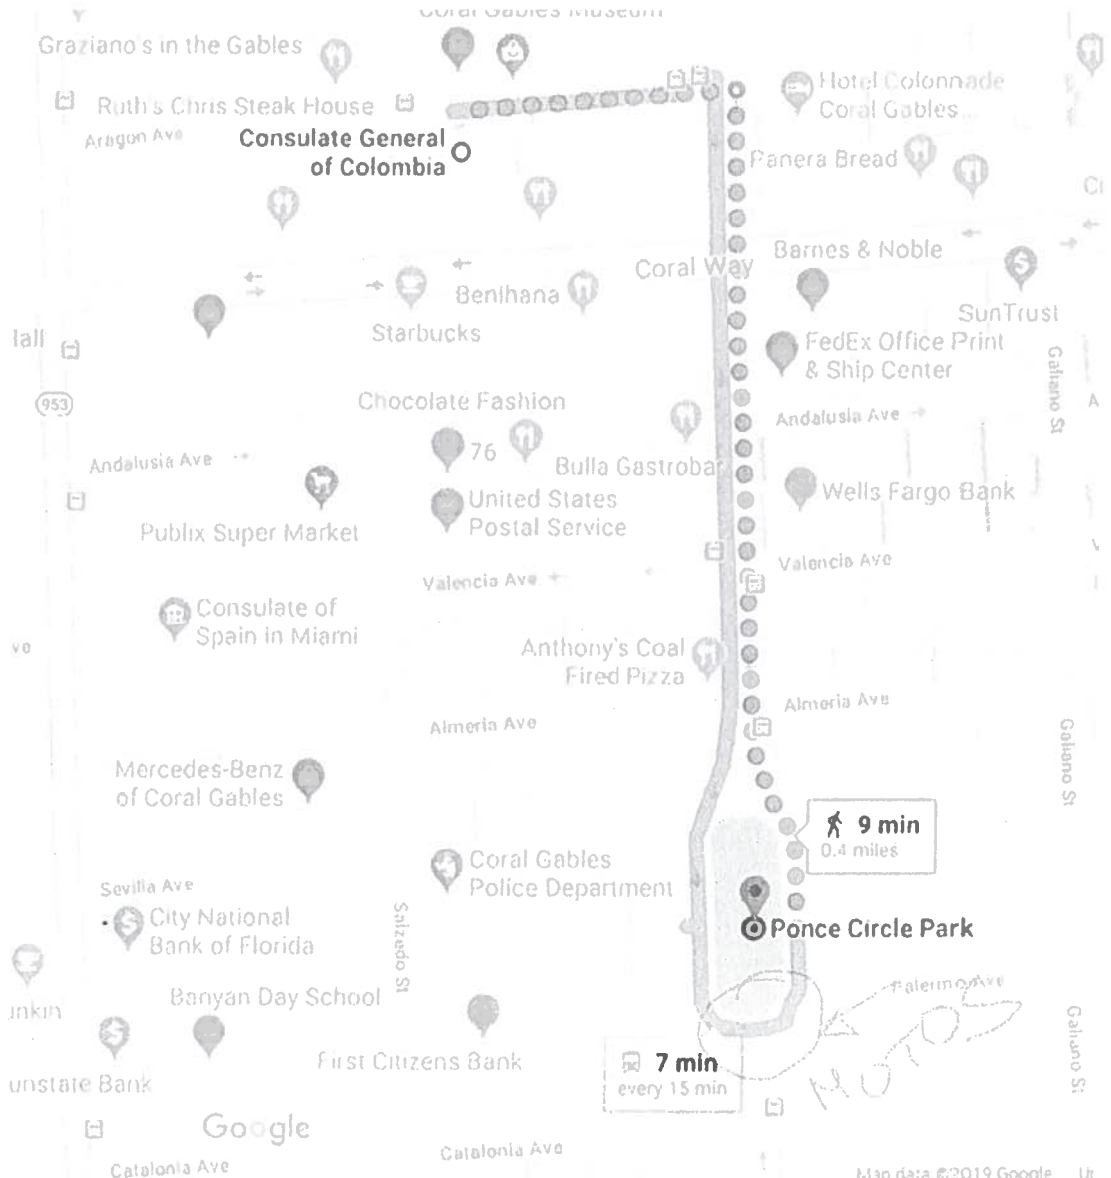 Coral Gables Museum
Graziano's in the Gables
Ruth's Chris Steak House
Hotel Colonnade
Coral Gables...
Aragon Ave
Consulate General
of Colombia
Panera Bread
Barnes & Noble
Coral Way
Benihana
SunTrust
Starbucks
FedEx Office Print
& Ship Center
Galiano St
953
Chocolate Fashion
Andalusia Ave
76
Andalusia Ave
Bulla Gastrobar
Wells Fargo Bank
United States
Postal Service
Publix Super Market
Valencia Ave
Valencia Ave
Consulate of
Spain in Miami
Anthony's Coal
Fired Pizza
Almeria Ave
Almeria Ave
Galiano St
Mercedes-Benz
of Coral Gables
9 min
0.4 miles
Coral Gables
Police Department
Sevilla Ave
City National
Bank of Florida
Salzedo St
Ponce Circle Park
Palermo Ave
Banyan Day School
Galiano St
First Citizens Bank
7 min
every 15 min
unstate Bank
Google
Catalonia Ave
Catalonia Ave
Map data ©2019 Google